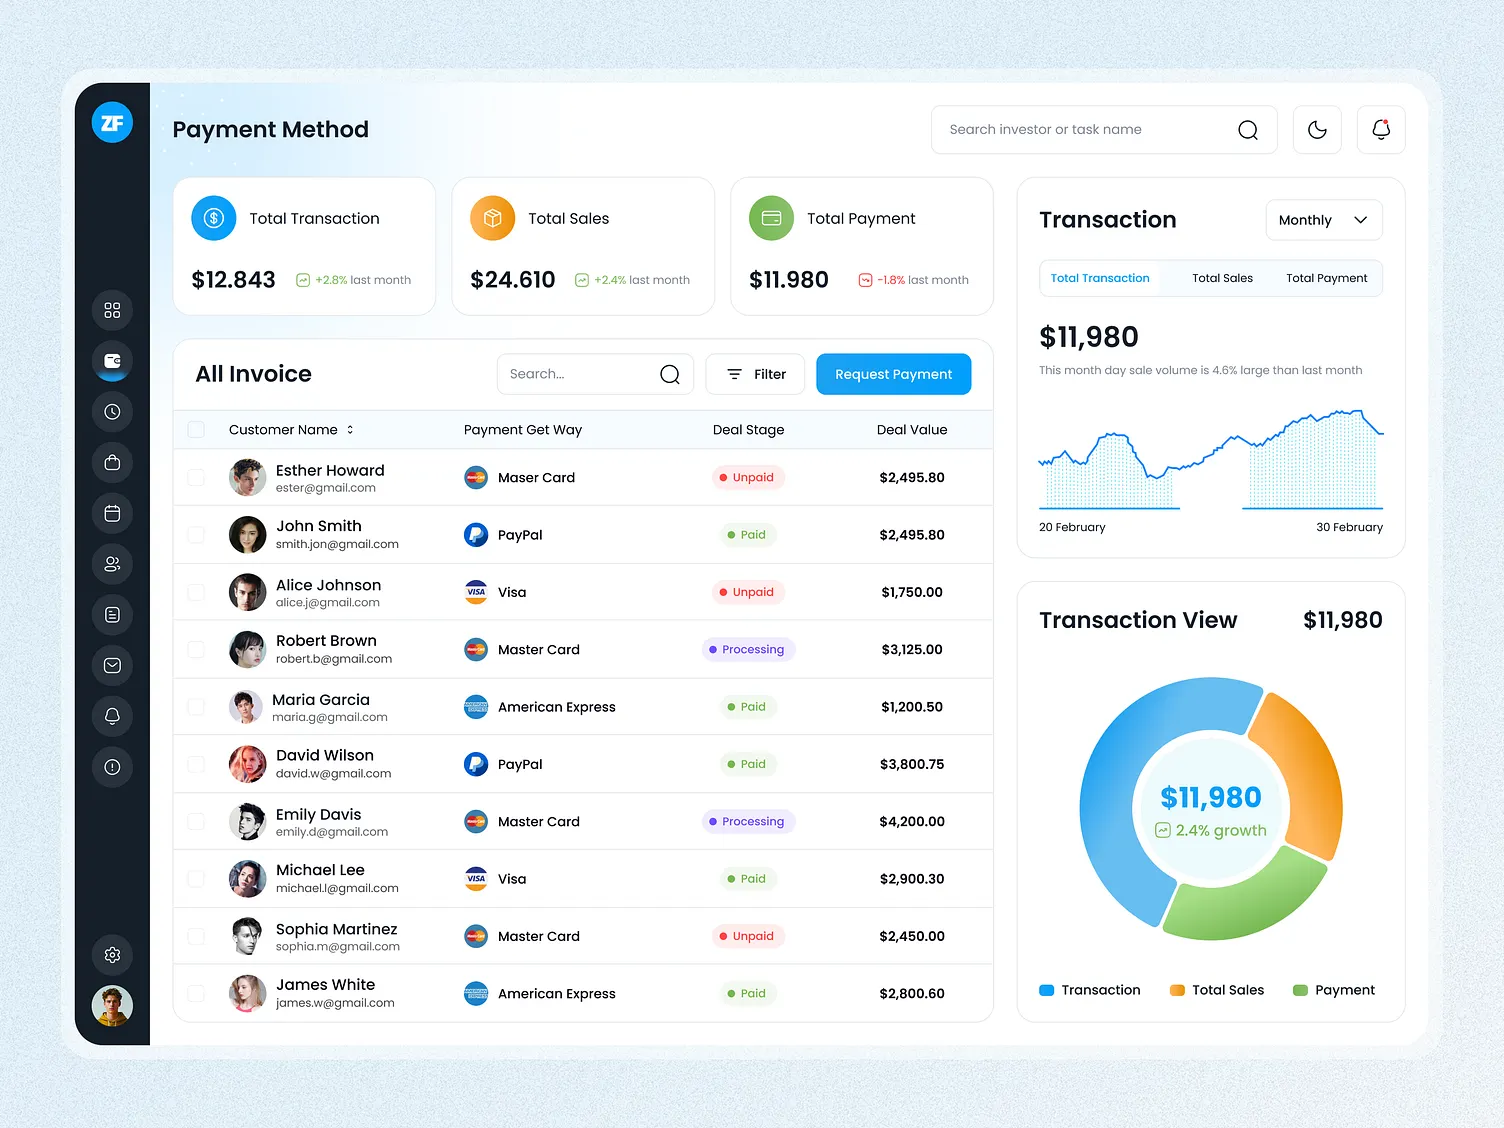 ZF
Payment Method
Search investor or task name
Total Transaction
$12.843
+2.8% last month
Total Sales
$24.610
+2.4% last month
Total Payment
$11.980
-1.8% last month
All Invoice
Search...
Filter
Request Payment
Customer Name
Payment Get Way
Deal Stage
Deal Value
Esther Howard
ester@gmail.com
Maser Card
Unpaid
$2,495.80
John Smith
smith.jon@gmail.com
PayPal
Paid
$2,495.80
Alice Johnson
alice.j@gmail.com
VISA
Visa
Unpaid
$1,750.00
Robert Brown
robert.b@gmail.com
Master Card
Processing
$3,125.00
Maria Garcia
maria.g@gmail.com
American Express
Paid
$1,200.50
David Wilson
david.w@gmail.com
PayPal
Paid
$3,800.75
Emily Davis
emily.d@gmail.com
Master Card
Processing
$4,200.00
Michael Lee
michael.l@gmail.com
VISA
Visa
Paid
$2,900.30
Sophia Martinez
sophia.m@gmail.com
Master Card
Unpaid
$2,450.00
James White
james.w@gmail.com
American Express
Paid
$2,800.60
Transaction
Monthly
Total Transaction
Total Sales
Total Payment
$11,980
This month day sale volume is 4.6% large than last month
20 February
30 February
Transaction View
$11,980
$11,980
2.4% growth
Transaction
Total Sales
Payment